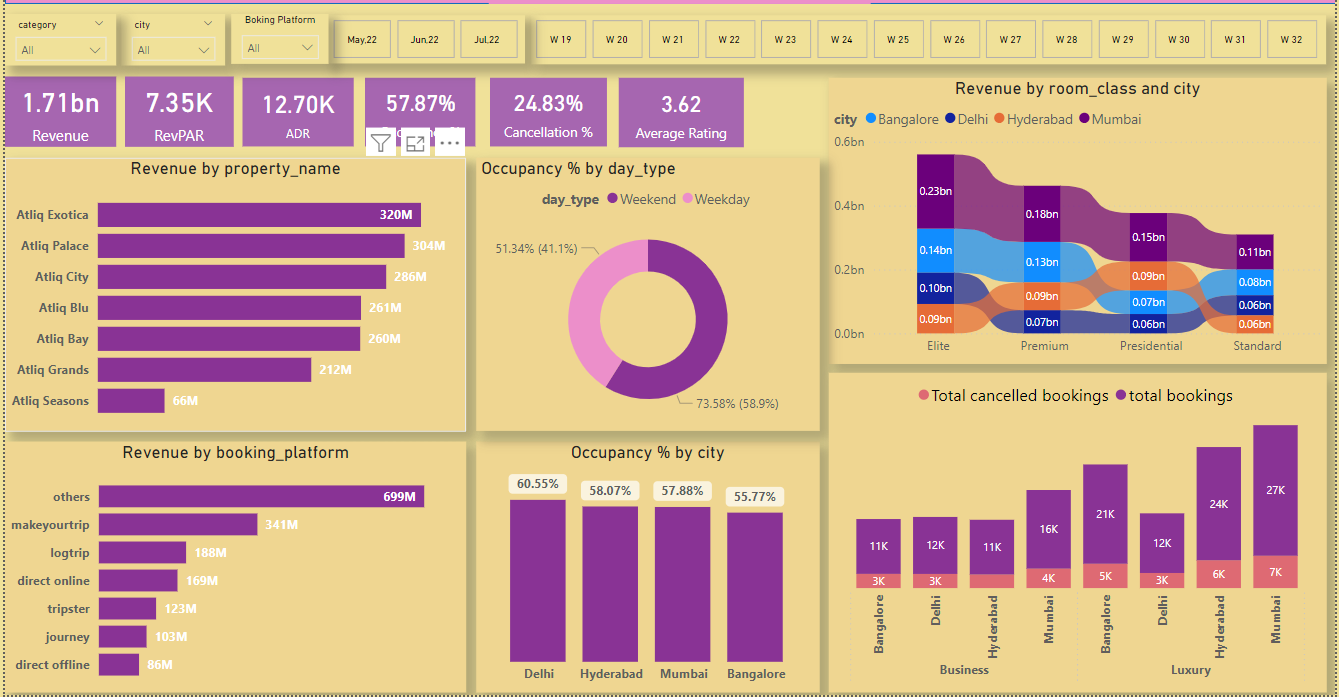 category
city
Boking Platform
All
All
All
May,22
Jun,22
Jul,22
W 19
W 20
W 21
W 22
W 23
W 24
W 25
W 26
W 27
W 28
W 29
W 30
W 31
W 32
1.71bn
Revenue
7.35K
RevPAR
12.70K
ADR
57.87%
24.83%
Cancellation %
3.62
Average Rating
Revenue by property_name
Atliq Exotica 320M
Atliq Palace 304M
Atliq City 286M
Atliq Blu 261M
Atliq Bay 260M
Atliq Grands 212M
Atliq Seasons 66M
Occupancy % by day_type
day_type Weekend Weekday
51.34% (41.1%)
73.58% (58.9%)
Revenue by room_class and city
city Bangalore Delhi Hyderabad Mumbai
0.6bn
0.4bn
0.2bn
0.0bn
0.23bn
0.14bn
0.10bn
0.09bn
0.18bn
0.13bn
0.09bn
0.07bn
0.15bn
0.09bn
0.07bn
0.06bn
0.11bn
0.08bn
0.06bn
0.06bn
Elite Premium Presidential Standard
Revenue by booking_platform
others 699M
makeyourtrip 341M
logtrip 188M
direct online 169M
tripster 123M
journey 103M
direct offline 86M
Occupancy % by city
60.55% 58.07% 57.88% 55.77%
Delhi Hyderabad Mumbai Bangalore
Total cancelled bookings total bookings
11K 12K 11K 16K 21K 12K 24K 27K
3K 3K 4K 5K 3K 6K 7K
Bangalore Delhi Hyderabad Mumbai Bangalore Delhi Hyderabad Mumbai
Business Luxury